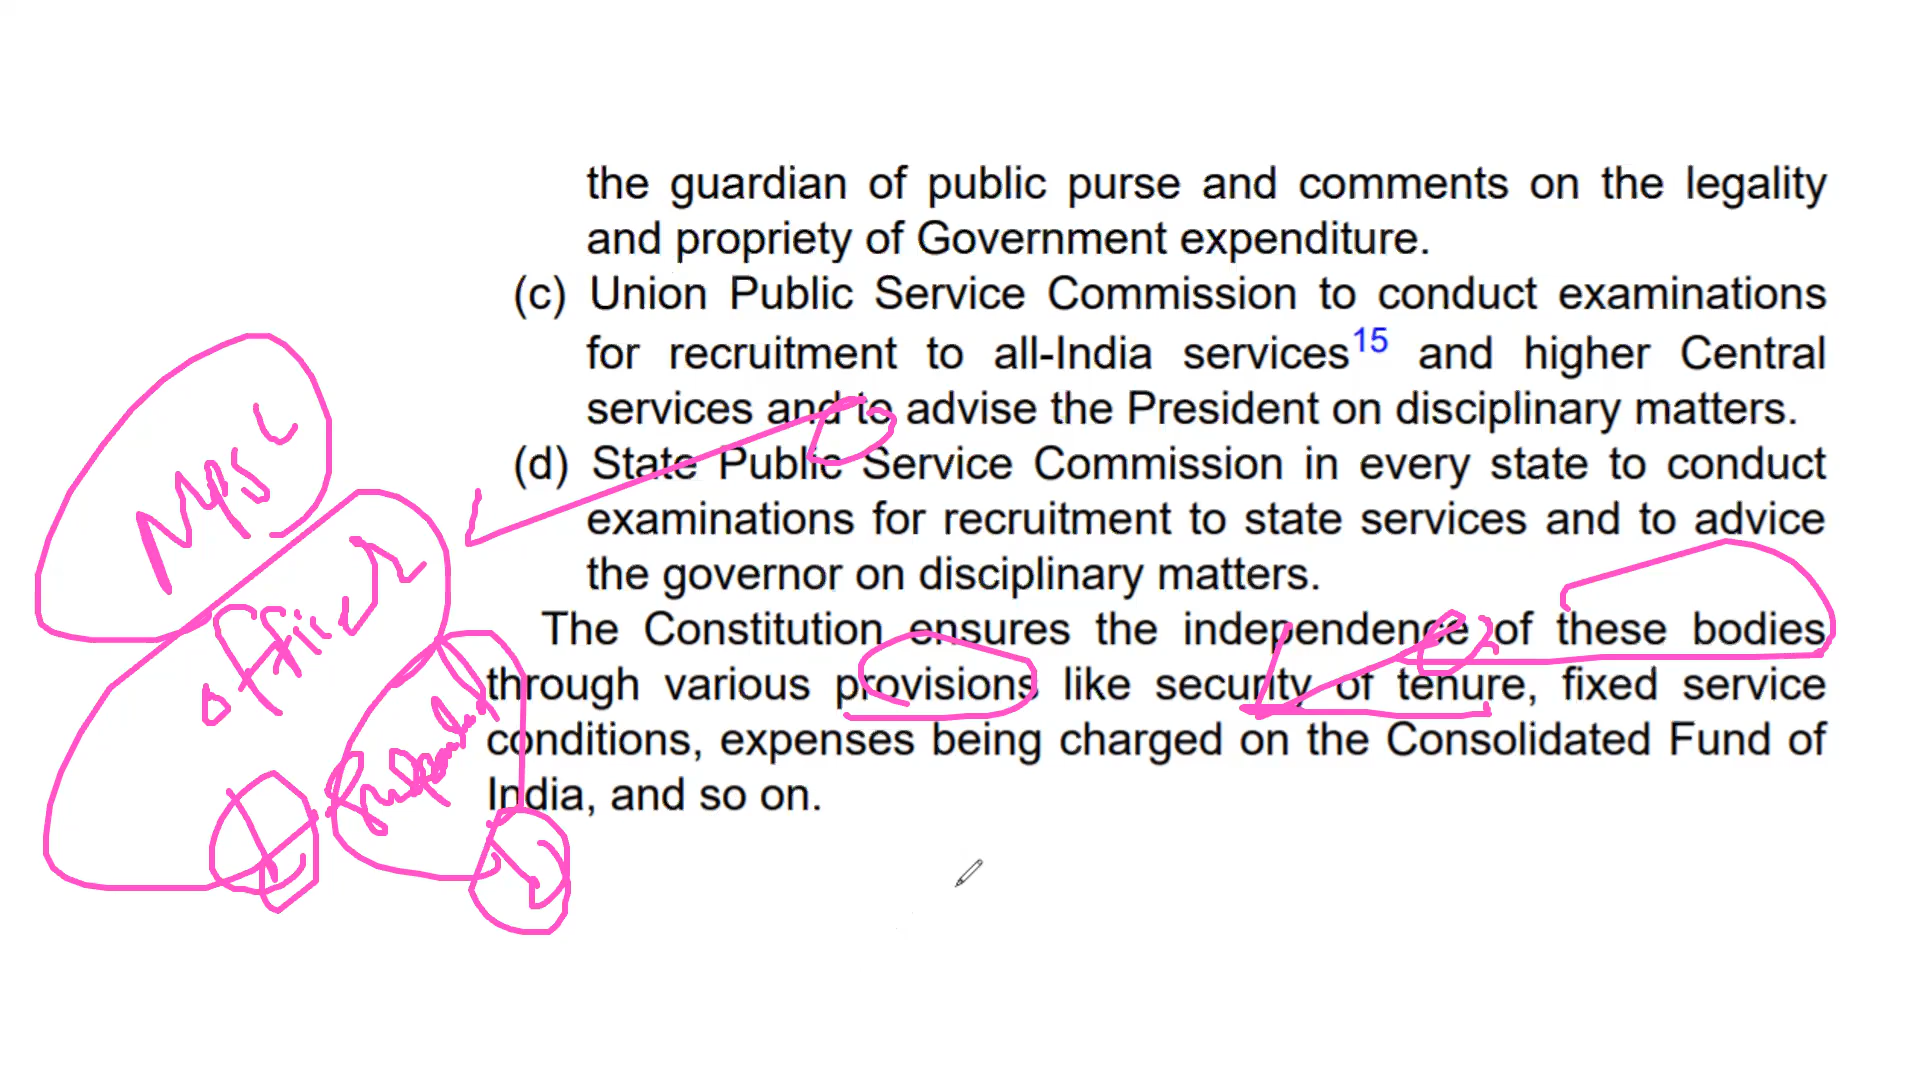 the guardian of public purse and comments on the legality
and propriety of Government expenditure.
(c) Union Public Service Commission to conduct examinations
for recruitment to all-India services15 and higher Central
services and to advise the President on disciplinary matters.
(d) State Public Service Commission in every state to conduct
examinations for recruitment to state services and to advice
the governor on disciplinary matters.
The Constitution ensures the independence of these bodies
through various provisions like security of tenure, fixed service
conditions, expenses being charged on the Consolidated Fund of
India, and so on.
MPSC